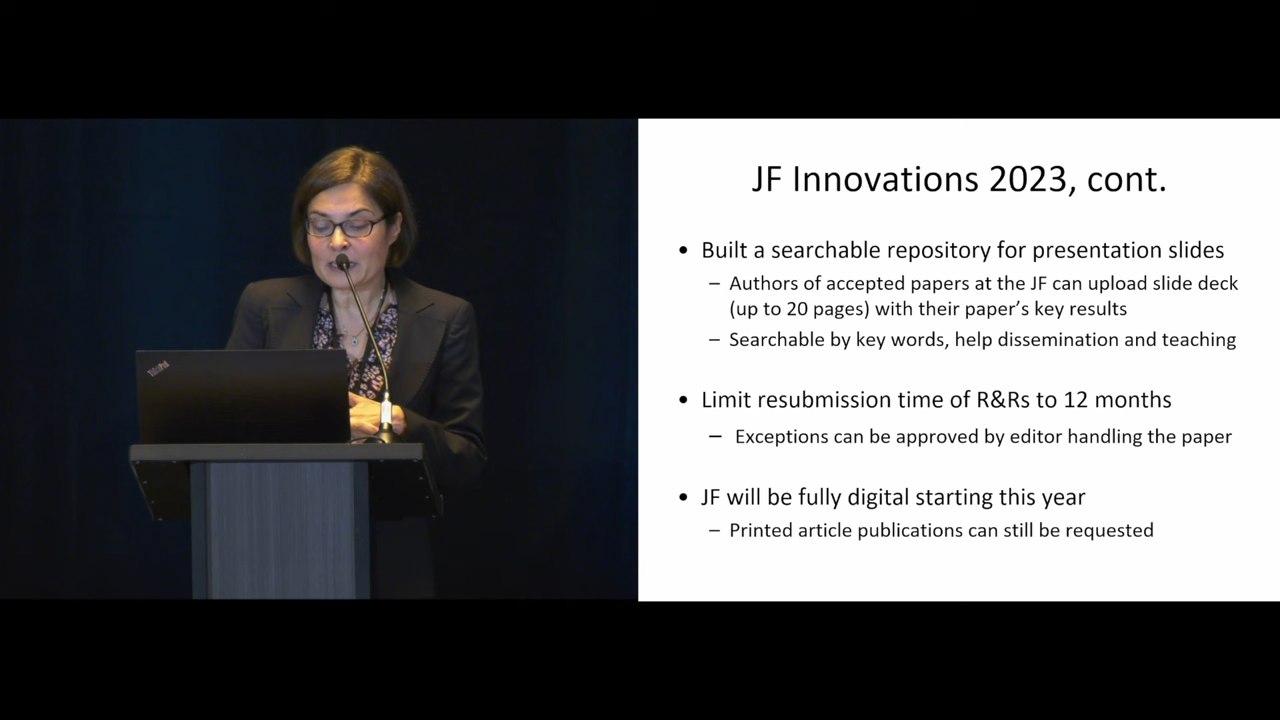 JF Innovations 2023, cont.
• Built a searchable repository for presentation slides
– Authors of accepted papers at the JF can upload slide deck
(up to 20 pages) with their paper's key results
– Searchable by key words, help dissemination and teaching
• Limit resubmission time of R&Rs to 12 months
– Exceptions can be approved by editor handling the paper
• JF will be fully digital starting this year
– Printed article publications can still be requested
ThinkPad